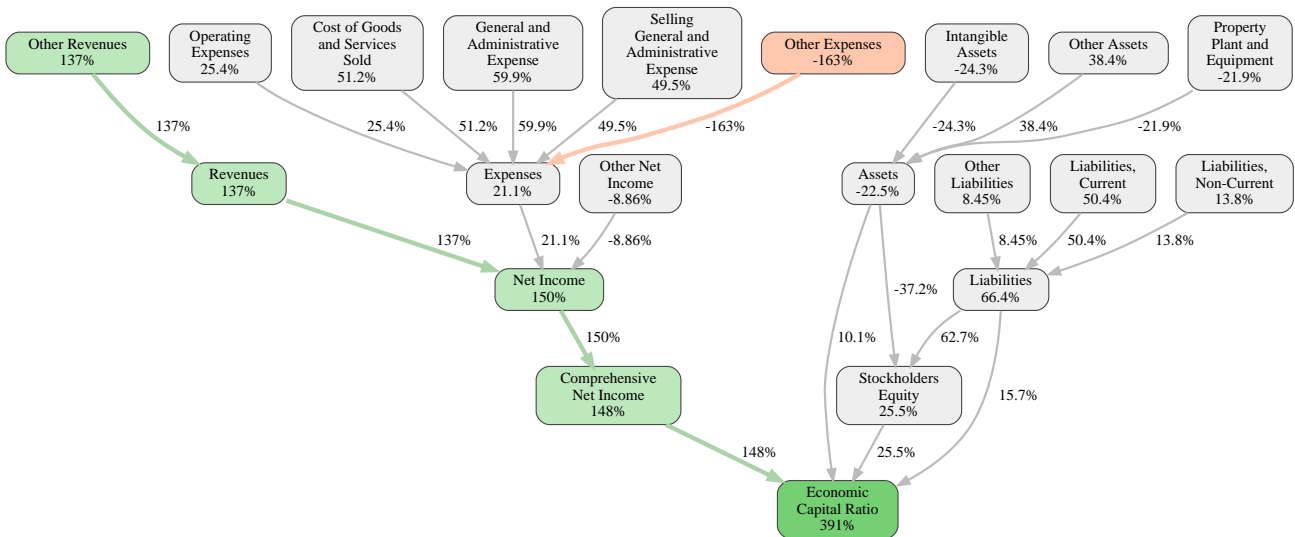 Other Revenues
137%
Operating
Expenses
25.4%
Cost of Goods
and Services
Sold
51.2%
General and
Administrative
Expense
59.9%
Selling
General and
Administrative
Expense
49.5%
Other Expenses
-163%
Intangible
Assets
-24.3%
Other Assets
38.4%
Property
Plant and
Equipment
-21.9%
137%
25.4%
51.2%
59.9%
49.5%
-163%
-24.3%
38.4%
-21.9%
Revenues
137%
Expenses
21.1%
Other Net
Income
-8.86%
Assets
-22.5%
Other
Liabilities
8.45%
Liabilities,
Current
50.4%
Liabilities,
Non-Current
13.8%
137%
21.1%
-8.86%
8.45%
50.4%
13.8%
Net Income
150%
-37.2%
Liabilities
66.4%
150%
10.1%
62.7%
Comprehensive
Net Income
148%
Stockholders
Equity
25.5%
15.7%
148%
25.5%
Economic
Capital Ratio
391%